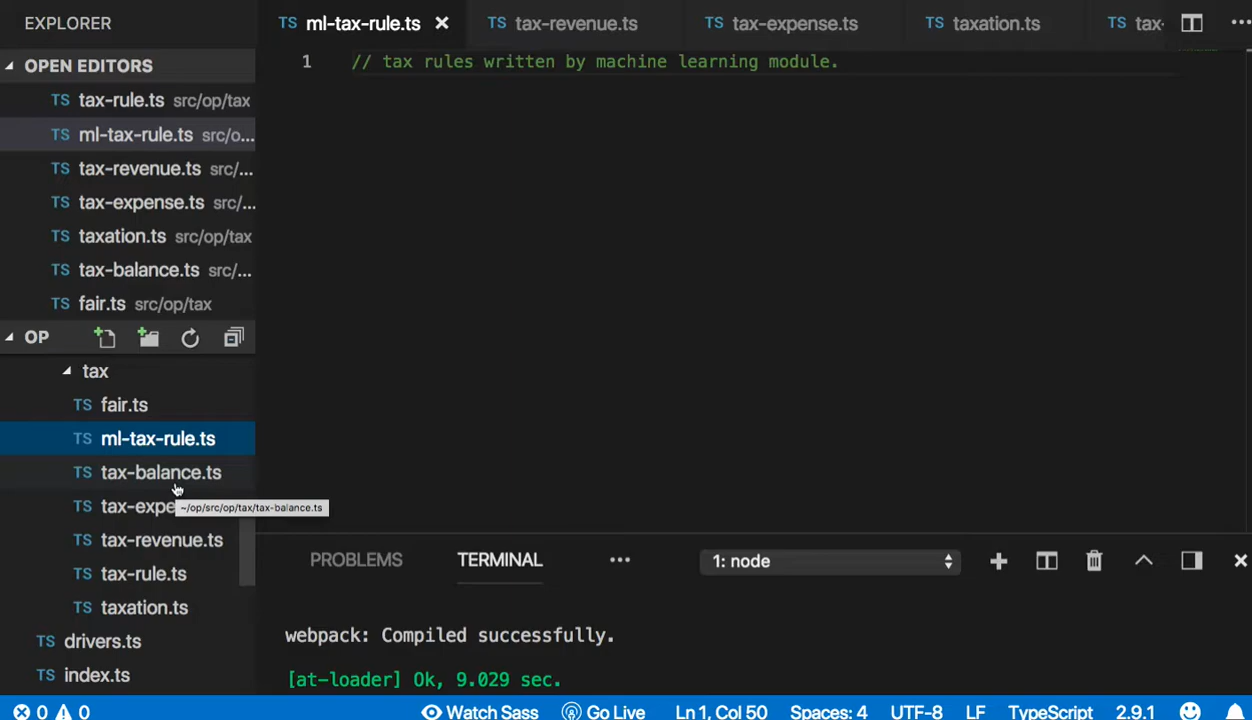 EXPLORER
OPEN EDITORS
TS tax-rule.ts src/op/tax
TS ml-tax-rule.ts src/o...
TS tax-revenue.ts src/...
TS tax-expense.ts src/...
TS taxation.ts src/op/tax
TS tax-balance.ts src/...
TS fair.ts src/op/tax
OP
tax
TS fair.ts
TS ml-tax-rule.ts
TS tax-balance.ts
TS tax-expe
~/op/src/op/tax/tax-balance.ts
TS tax-revenue.ts
TS tax-rule.ts
TS taxation.ts
TS drivers.ts
TS index.ts
TS ml-tax-rule.ts TS tax-revenue.ts TS tax-expense.ts TS taxation.ts TS tax-
1 // tax rules written by machine learning module.
PROBLEMS TERMINAL ... 1: node
webpack: Compiled successfully.
[at-loader] Ok, 9.029 sec.
0 0 Watch Sass Go Live Ln 1, Col 50 Spaces: 4 UTF-8 LF TypeScript 2.9.1